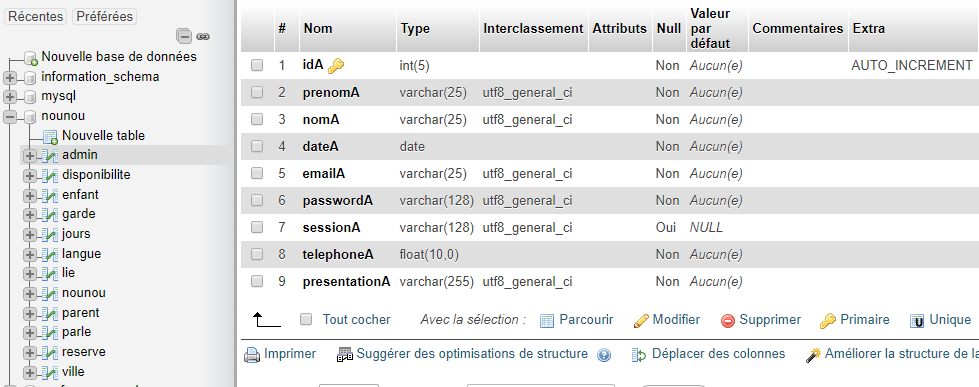 Récentes Préférées
Nouvelle base de données
information_schema
mysql
nounou
Nouvelle table
admin
disponibilite
enfant
garde
jours
langue
lie
nounou
parent
parle
reserve
ville
# Nom Type Interclassement Attributs Null Valeur par défaut Commentaires Extra
1 idA int(5) Non Aucun(e) AUTO_INCREMENT
2 prenomA varchar(25) utf8_general_ci Non Aucun(e)
3 nomA varchar(25) utf8_general_ci Non Aucun(e)
4 dateA date Non Aucun(e)
5 emailA varchar(25) utf8_general_ci Non Aucun(e)
6 passwordA varchar(128) utf8_general_ci Non Aucun(e)
7 sessionA varchar(128) utf8_general_ci Oui NULL
8 telephoneA float(10,0) Non Aucun(e)
9 presentationA varchar(255) utf8_general_ci Non Aucun(e)
Tout cocher Avec la sélection : Parcourir Modifier Supprimer Primaire Unique
Imprimer Suggérer des optimisations de structure Déplacer des colonnes Améliorer la structure de la